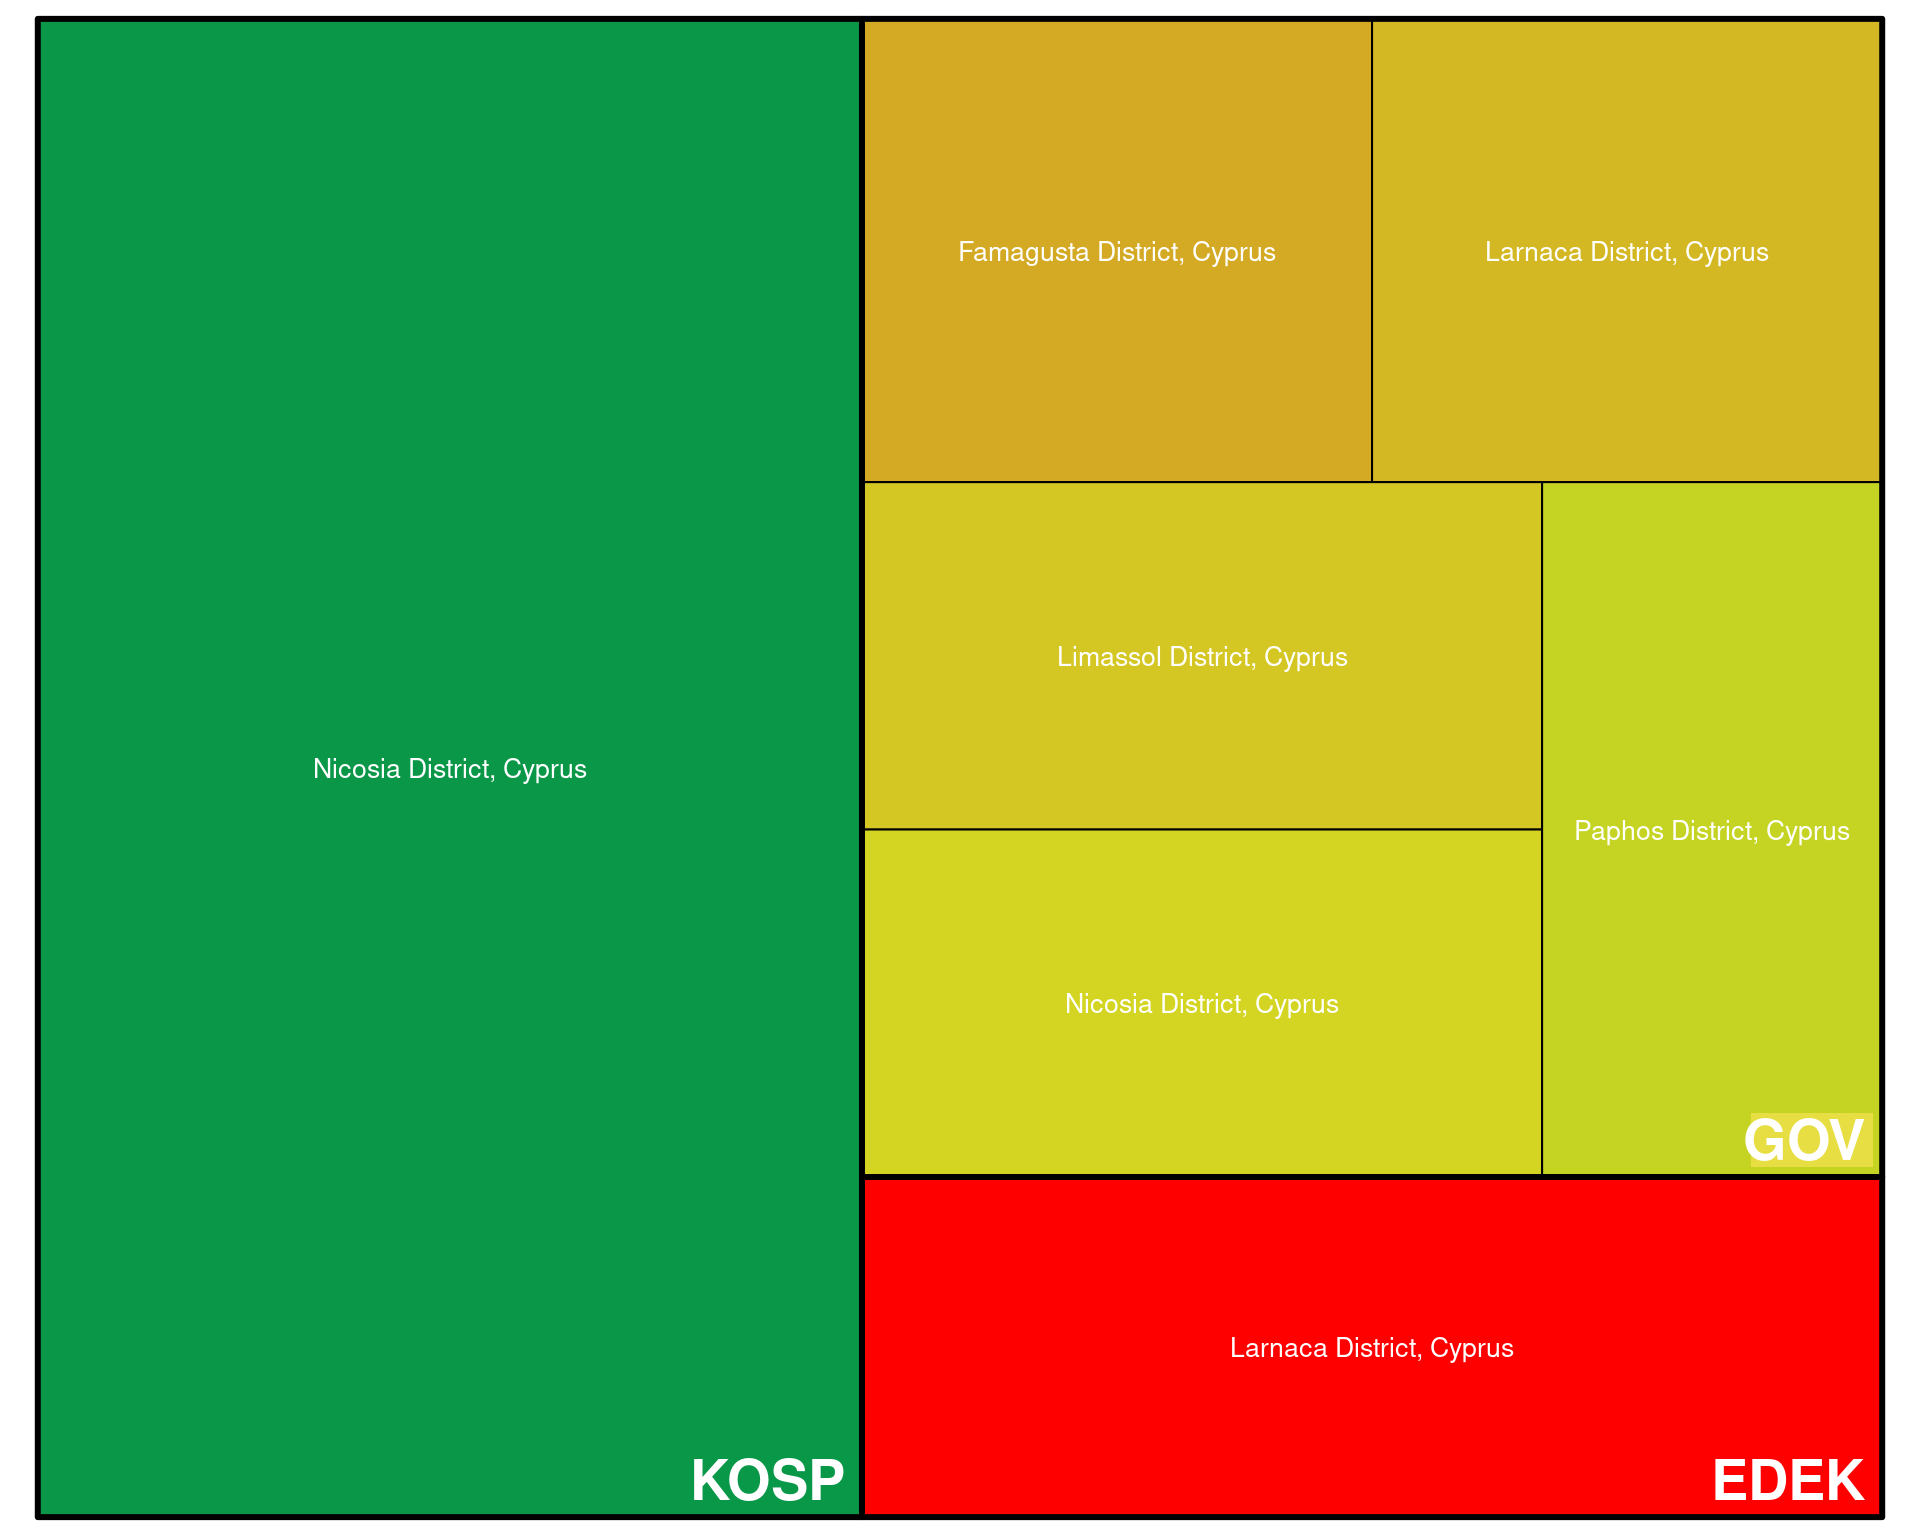 Nicosia District, Cyprus
KOSP
Famagusta District, Cyprus
Larnaca District, Cyprus
Limassol District, Cyprus
Nicosia District, Cyprus
Paphos District, Cyprus
GOV
Larnaca District, Cyprus
EDEK